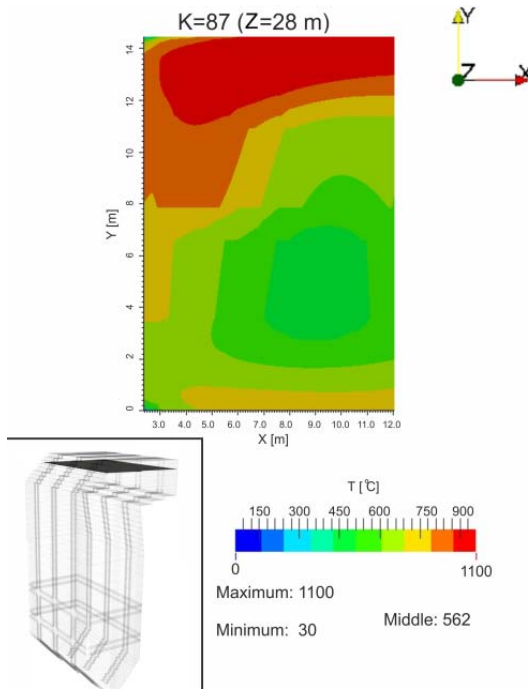 K=87 (Z=28 m)
Y
Z
X
14
12
10
8
6
4
2
0
Y [m]
3.0 4.0 5.0 6.0 7.0 8.0 9.0 10.0 11.0 12.0
X [m]
T [°C]
150 300 450 600 750 900
0 1100
Maximum: 1100
Middle: 562
Minimum: 30